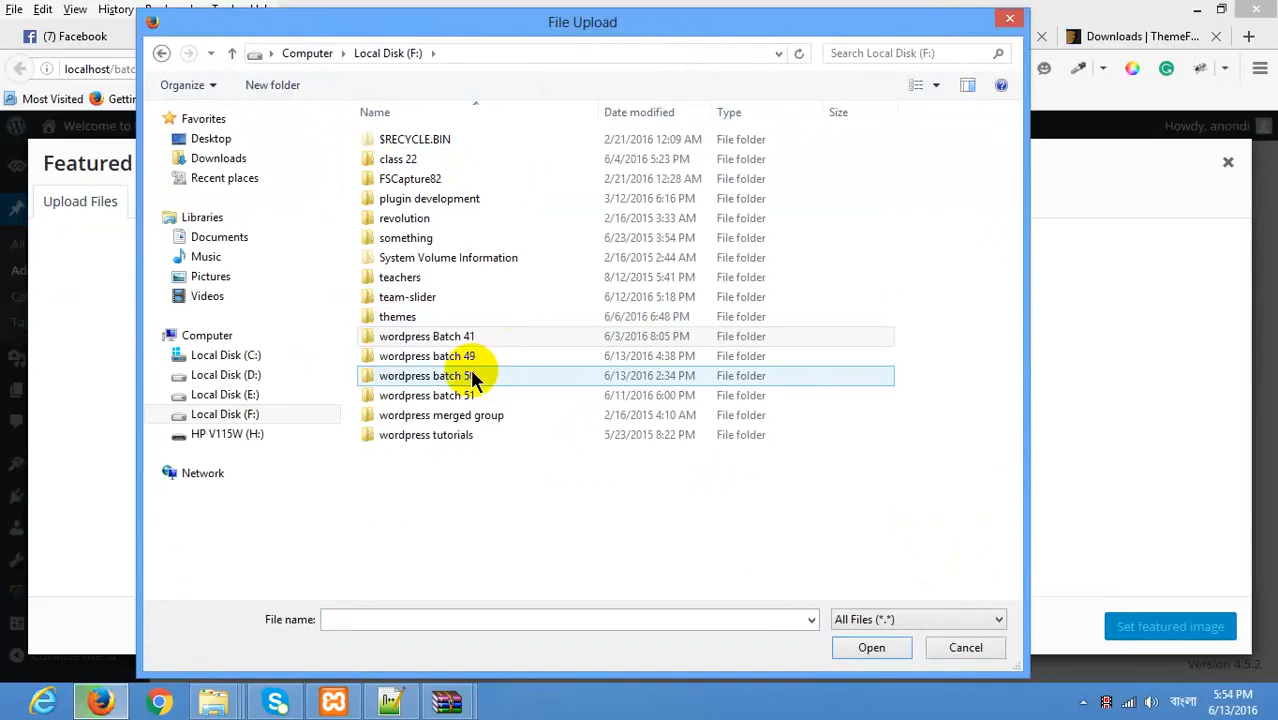 File Edit View History
File Upload
(7) Facebook
Downloads | ThemeF...
Computer Local Disk (F:)
Search Local Disk (F:)
localhost/batc
Organize New folder
Most Visited Gettin
Welcome to
Howdy, anondi
Name Date modified Type Size
Favorites
Desktop
Downloads
Recent places
Libraries
Documents
Music
Pictures
Videos
Computer
Local Disk (C:)
Local Disk (D:)
Local Disk (E:)
Local Disk (F:)
HP V115W (H:)
Network
$RECYCLE.BIN 2/21/2016 12:09 AM File folder
class 22 6/4/2016 5:23 PM File folder
FSCapture82 2/21/2016 12:28 AM File folder
plugin development 3/12/2016 6:16 PM File folder
revolution 2/16/2015 3:33 AM File folder
something 6/23/2015 3:54 PM File folder
System Volume Information 2/16/2015 2:44 AM File folder
teachers 8/12/2015 5:41 PM File folder
team-slider 6/12/2016 5:18 PM File folder
themes 6/6/2016 6:48 PM File folder
wordpress Batch 41 6/3/2016 8:05 PM File folder
wordpress batch 49 6/13/2016 4:38 PM File folder
wordpress batch 6/13/2016 2:34 PM File folder
wordpress batch 51 6/11/2016 6:00 PM File folder
wordpress merged group 2/16/2015 4:10 AM File folder
wordpress tutorials 5/23/2015 8:22 PM File folder
Featured
Upload Files
File name: All Files (*.*)
Open Cancel
Set featured image
Collapse menu
Version 4.5.2
বাংলা
5:54 PM
6/13/2016